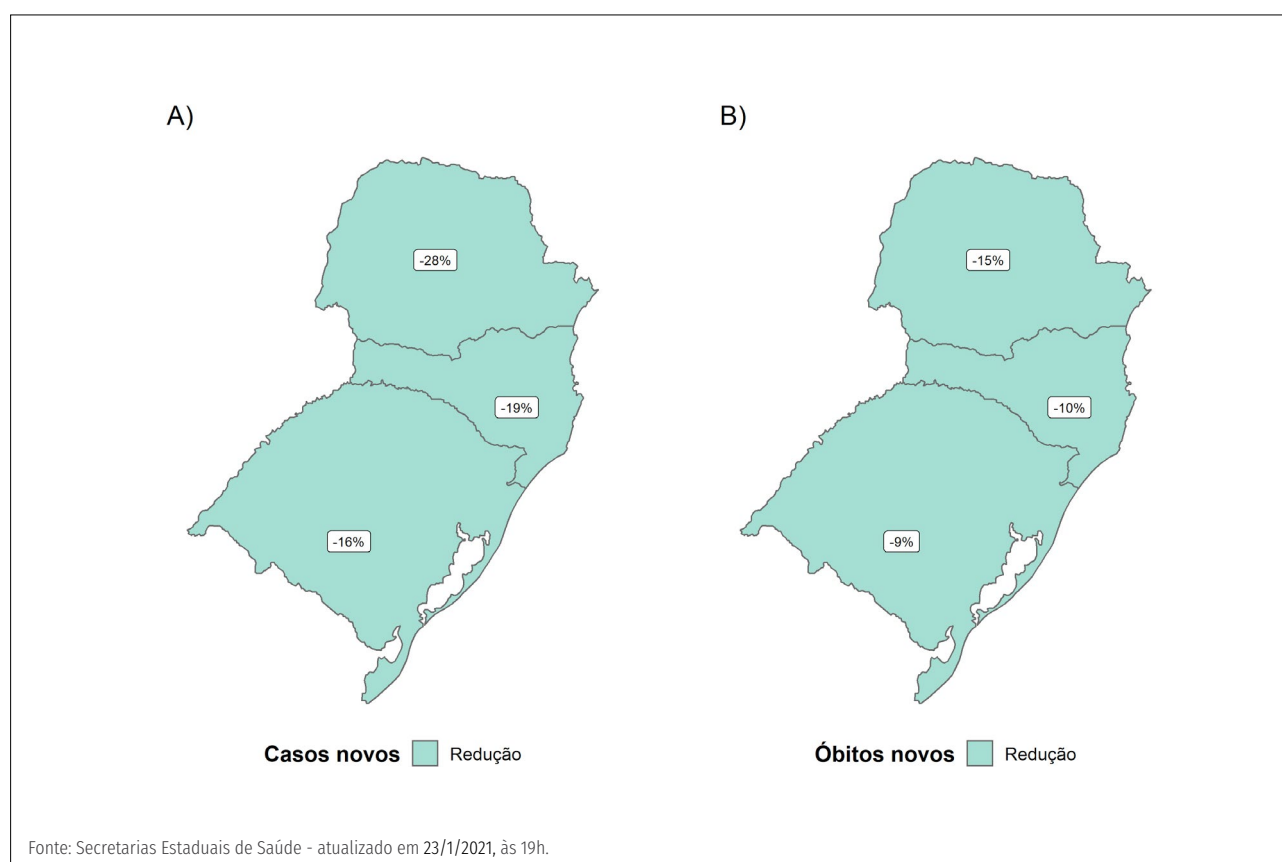 A)
-28%
-19%
-16%
Casos novos Redução
B)
-15%
-10%
-9%
Óbitos novos Redução
Fonte: Secretarias Estaduais de Saúde - atualizado em 23/1/2021, às 19h.